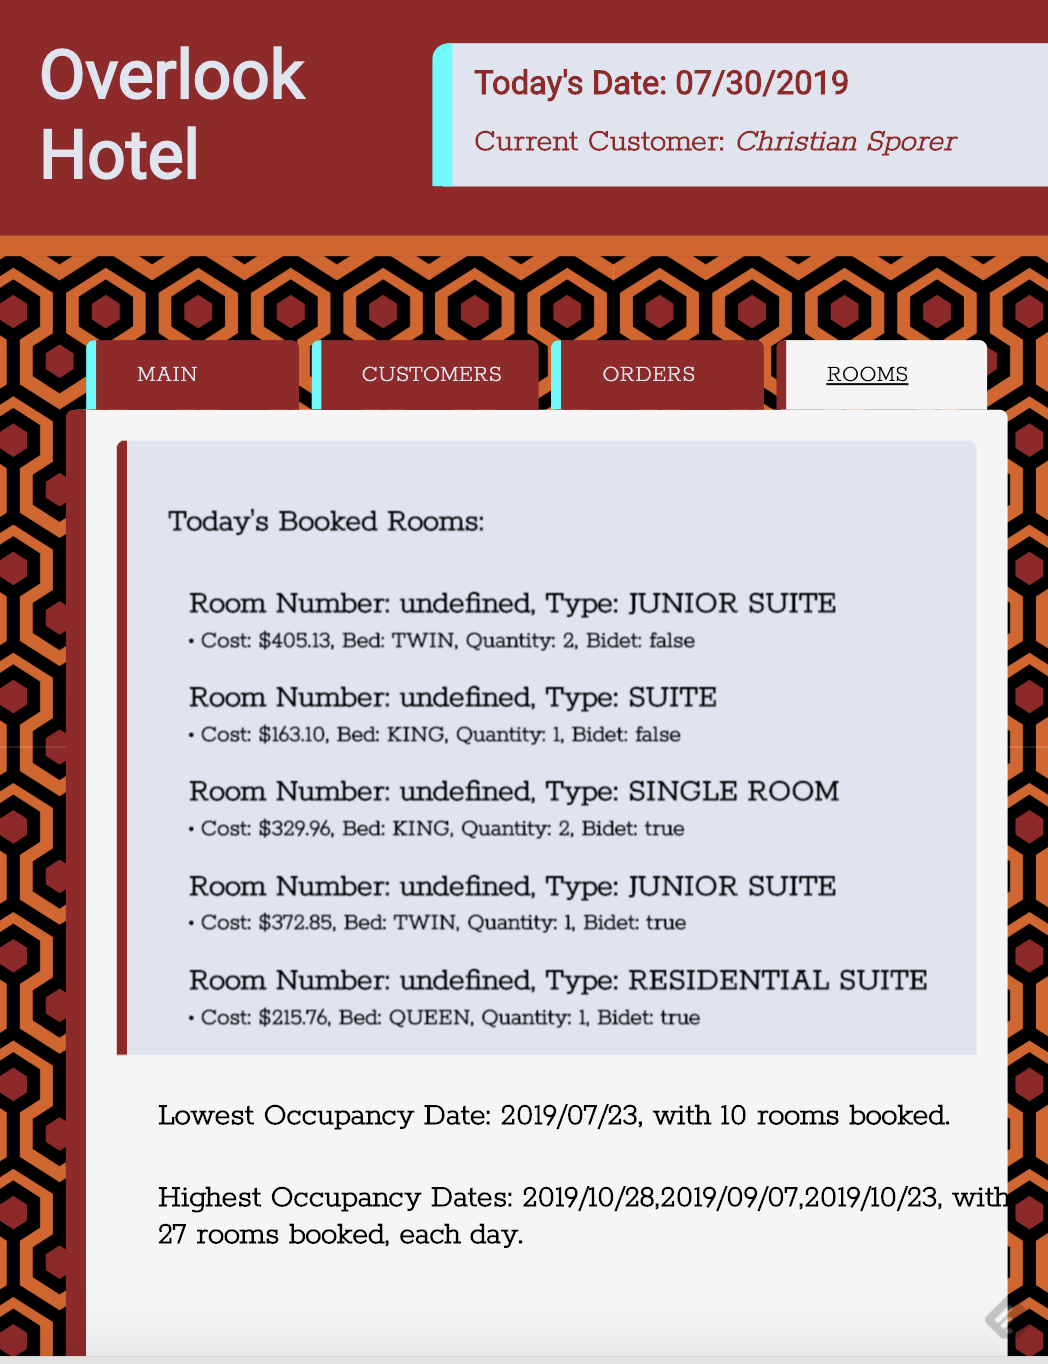 Overlook
Hotel
Today's Date: 07/30/2019
Current Customer: Christian Sporer
MAIN
CUSTOMERS
ORDERS
ROOMS
Today's Booked Rooms:
Room Number: undefined, Type: JUNIOR SUITE
• Cost: $405.13, Bed: TWIN, Quantity: 2, Bidet: false
Room Number: undefined, Type: SUITE
• Cost: $163.10, Bed: KING, Quantity: 1, Bidet: false
Room Number: undefined, Type: SINGLE ROOM
• Cost: $329.96, Bed: KING, Quantity: 2, Bidet: true
Room Number: undefined, Type: JUNIOR SUITE
• Cost: $372.85, Bed: TWIN, Quantity: 1, Bidet: true
Room Number: undefined, Type: RESIDENTIAL SUITE
• Cost: $215.76, Bed: QUEEN, Quantity: 1, Bidet: true
Lowest Occupancy Date: 2019/07/23, with 10 rooms booked.
Highest Occupancy Dates: 2019/10/28,2019/09/07,2019/10/23, with
27 rooms booked, each day.